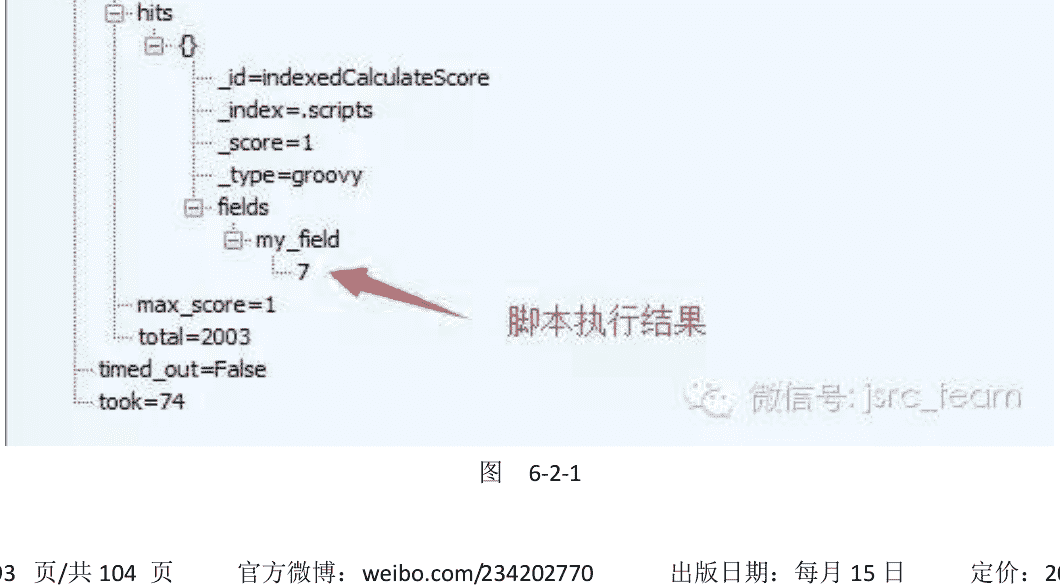 hits
{}
_id=indexedCalculateScore
_index=.scripts
_score=1
_type=groovy
fields
my_field
7
max_score=1
脚本执行结果
total=2003
timed_out=False
took=74
微信号: jsrc_team
图 6-2-1
页/共 104 页 官方微博：weibo.com/234202770 出版日期：每月 15 日 定价：